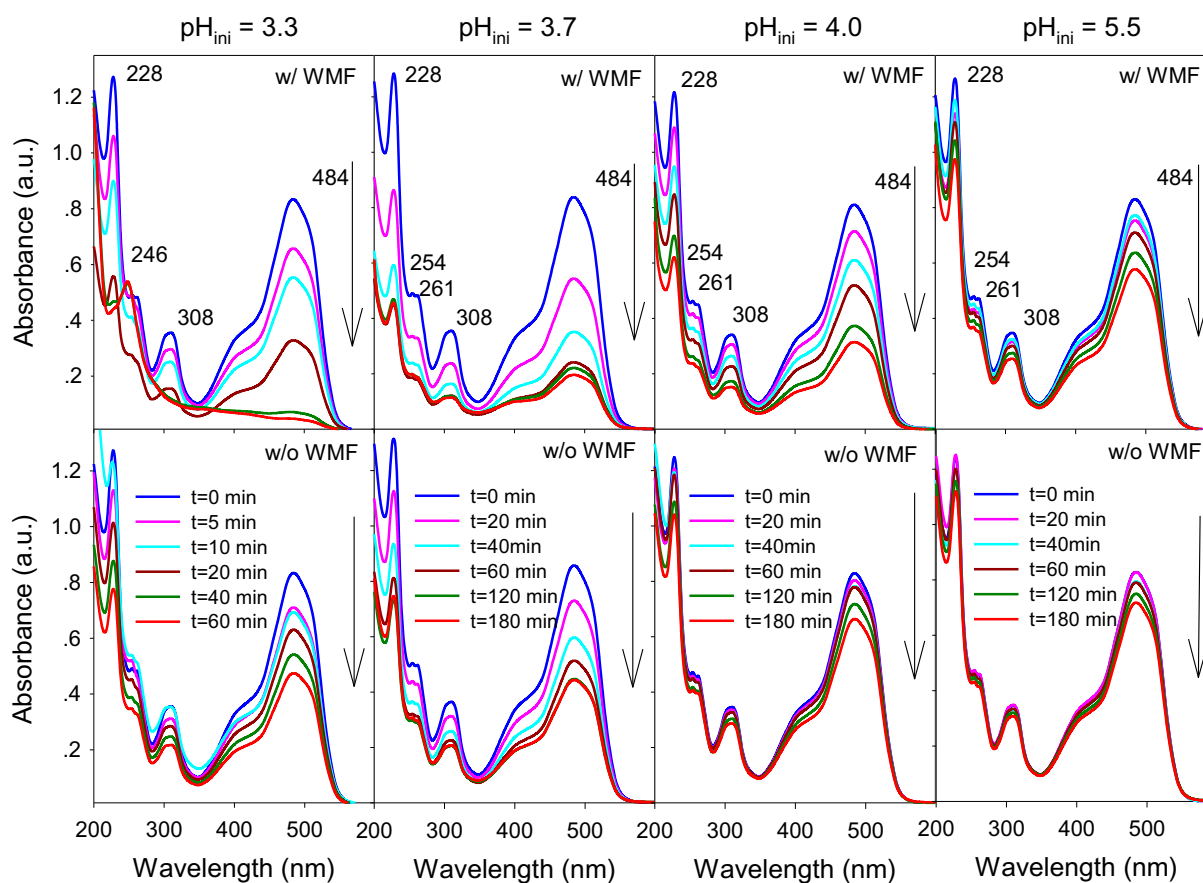 pHini = 3.3
pHini = 3.7
pHini = 4.0
pHini = 5.5
Absorbance (a.u.)
1.2
1.0
.8
.6
.4
.2
w/ WMF
228
484
246
308
w/ WMF
228
484
254
261
308
w/ WMF
228
484
254
261
308
w/ WMF
228
484
254
261
308
Absorbance (a.u.)
1.2
1.0
.8
.6
.4
.2
w/o WMF
t=0 min
t=5 min
t=10 min
t=20 min
t=40 min
t=60 min
w/o WMF
t=0 min
t=20 min
t=40min
t=60 min
t=120 min
t=180 min
w/o WMF
t=0 min
t=20 min
t=40min
t=60 min
t=120 min
t=180 min
w/o WMF
t=0 min
t=20 min
t=40min
t=60 min
t=120 min
t=180 min
200 300 400 500
200 300 400 500
200 300 400 500
200 300 400 500
Wavelength (nm)
Wavelength (nm)
Wavelength (nm)
Wavelength (nm)